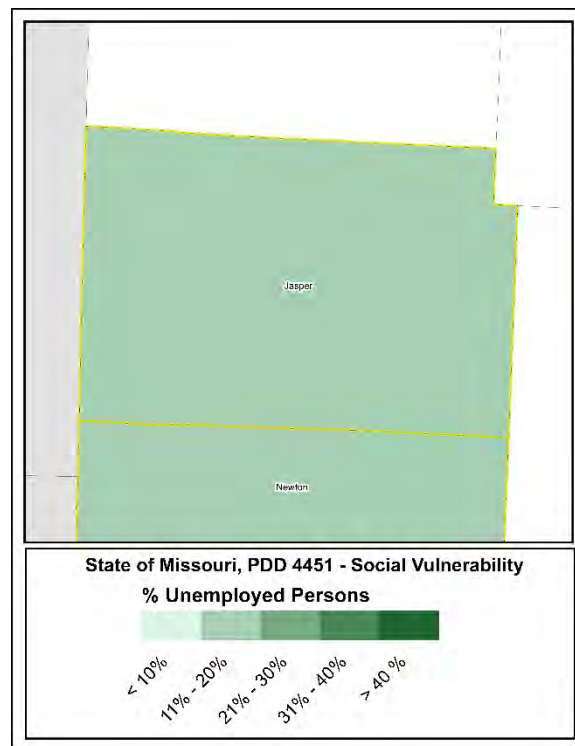 Jasper
Newton
State of Missouri, PDD 4451 - Social Vulnerability
% Unemployed Persons
< 10%
11% - 20%
21% - 30%
31% - 40%
> 40 %